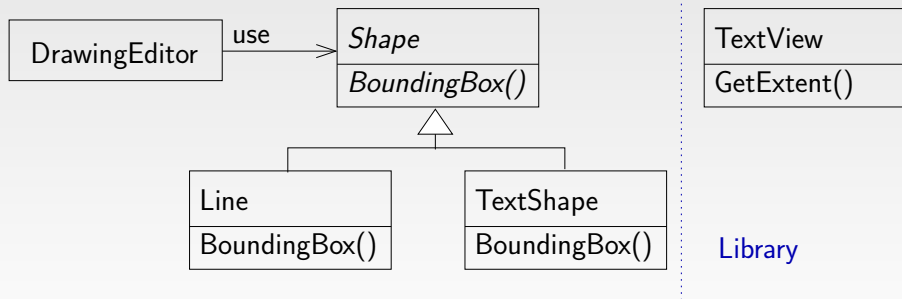 DrawingEditor
use
Shape
BoundingBox()
Line
BoundingBox()
TextShape
BoundingBox()
TextView
GetExtent()
Library